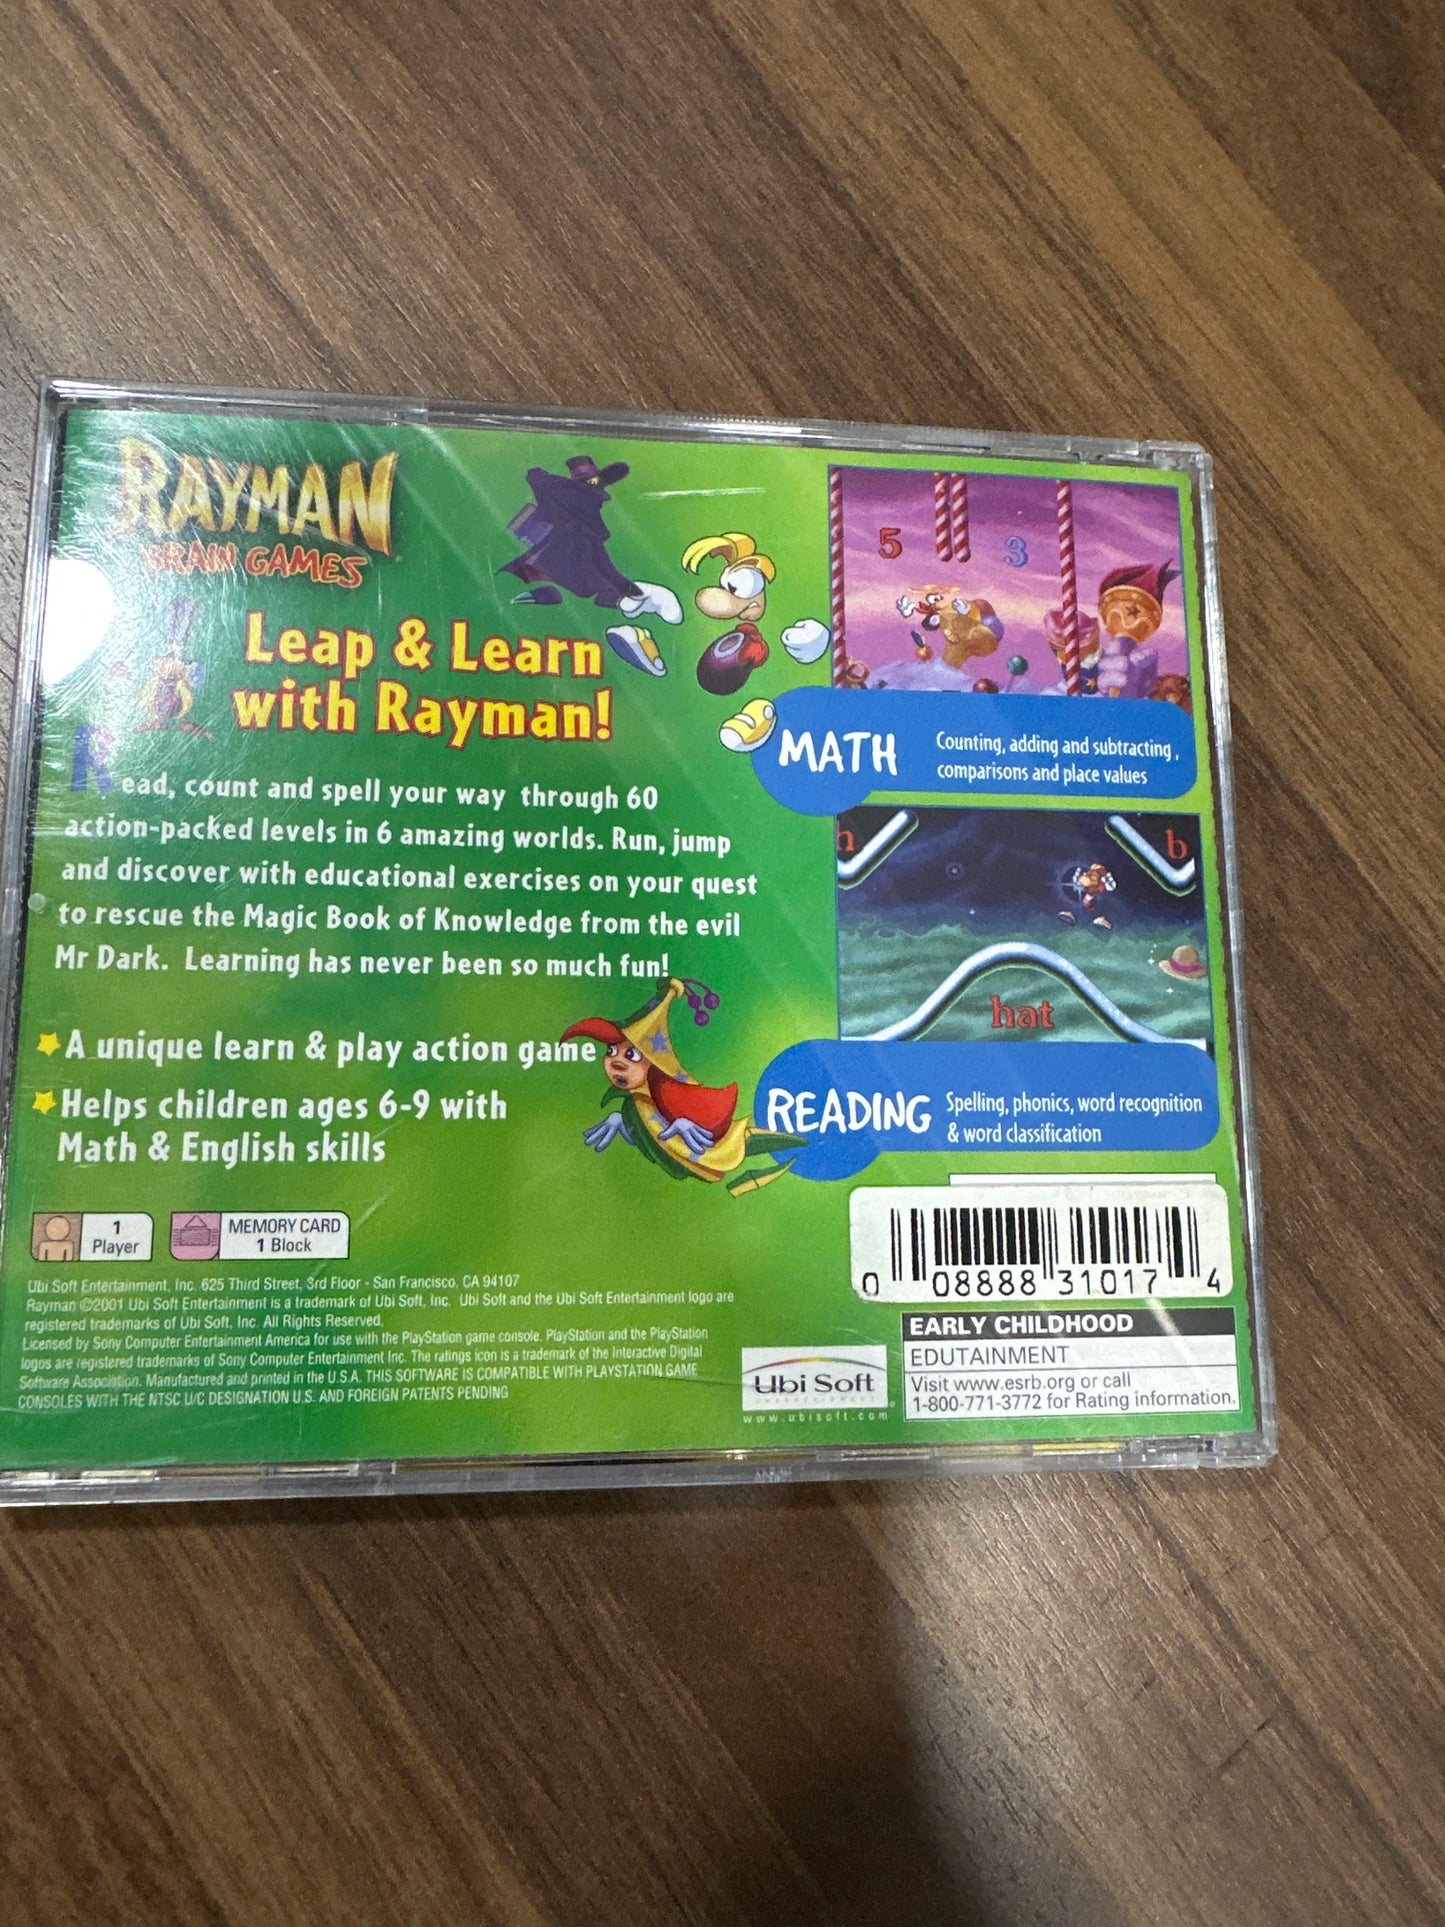 RAYMAN
BRAIN GAMES
Leap & Learn
with Rayman!
Read, count and spell your way through 60
action-packed levels in 6 amazing worlds. Run, jump
and discover with educational exercises on your quest
to rescue the Magic Book of Knowledge from the evil
Mr Dark. Learning has never been so much fun!
A unique learn & play action game
Helps children ages 6-9 with
Math & English skills
5
3
MATH
Counting, adding and subtracting,
comparisons and place values
h
b
hat
READING
Spelling, phonics, word recognition
& word classification
1
Player
MEMORY CARD
1 Block
Ubi Soft Entertainment, Inc. 625 Third Street, 3rd Floor - San Francisco, CA 94107
Rayman ©2001 Ubi Soft Entertainment is a trademark of Ubi Soft, Inc. Ubi Soft and the Ubi Soft Entertainment logo are
registered trademarks of Ubi Soft, Inc. All Rights Reserved.
Licensed by Sony Computer Entertainment America for use with the PlayStation game console. PlayStation and the PlayStation
logos are registered trademarks of Sony Computer Entertainment Inc. The ratings icon is a trademark of the Interactive Digital
Software Association. Manufactured and printed in the U.S.A. THIS SOFTWARE IS COMPATIBLE WITH PLAYSTATION GAME
CONSOLES WITH THE NTSC U/C DESIGNATION U.S. AND FOREIGN PATENTS PENDING
Ubi Soft
ENTERTAINMENT
www.ubisoft.com
0 08888 31017 4
EARLY CHILDHOOD
EDUTAINMENT
Visit www.esrb.org or call
1-800-771-3772 for Rating information.